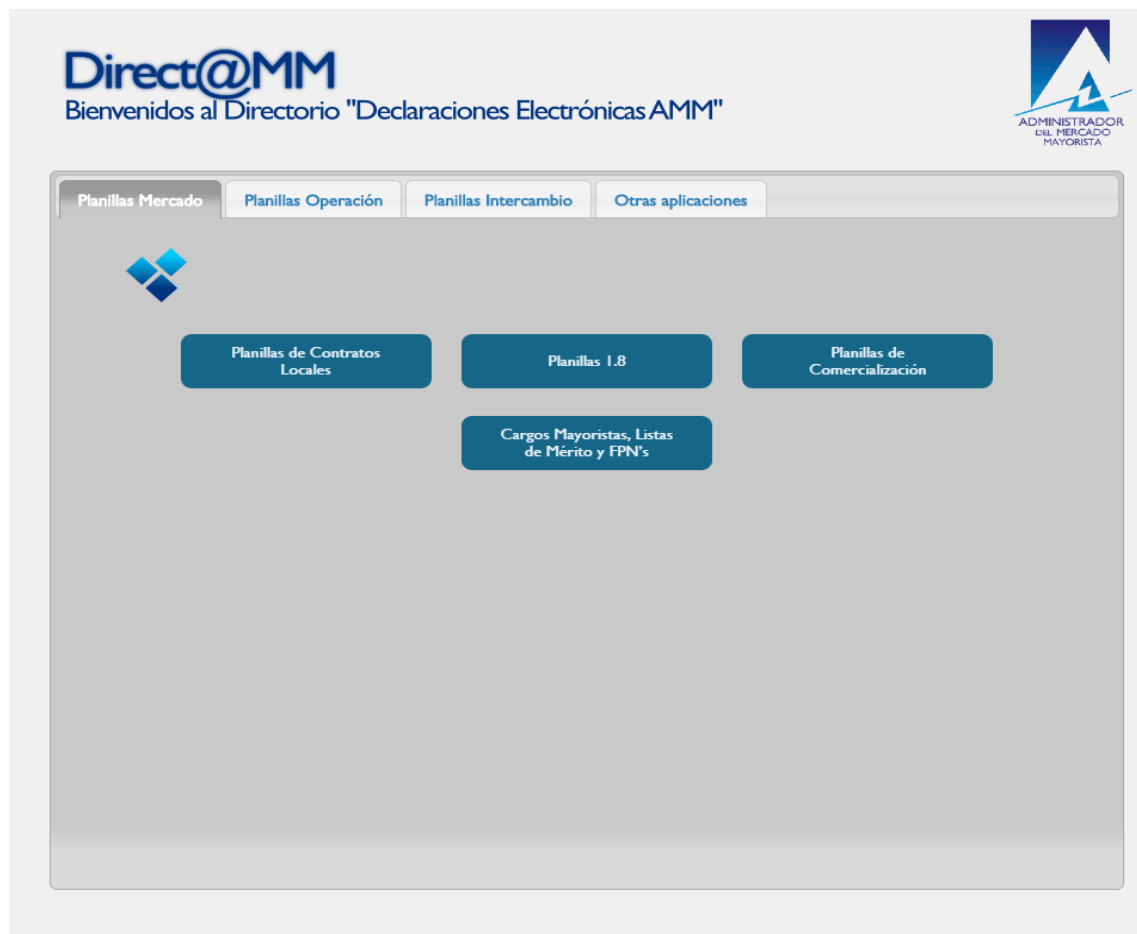 Direct@MM
Bienvenidos al Directorio "Declaraciones Electrónicas AMM"
ADMINISTRADOR
DEL MERCADO
MAYORISTA
Planillas Mercado
Planillas Operación
Planillas Intercambio
Otras aplicaciones
Planillas de Contratos
Locales
Planillas 1.8
Planillas de
Comercialización
Cargos Mayoristas, Listas
de Mérito y FPN's